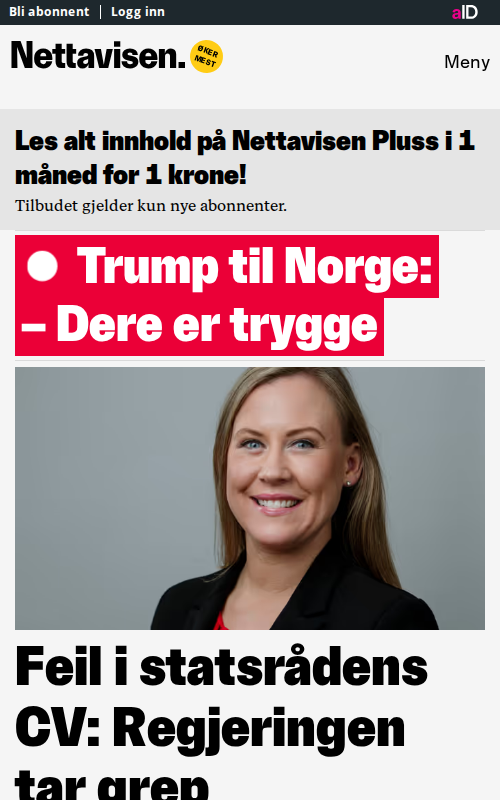 Bli abonnent | Logg inn
aID
Nettavisen.
ØKER
MEST
Meny
Les alt innhold på Nettavisen Pluss i 1
måned for 1 krone!
Tilbudet gjelder kun nye abonnenter.
Trump til Norge:
– Dere er trygge
Feil i statsrådens
CV: Regjeringen
tar grep